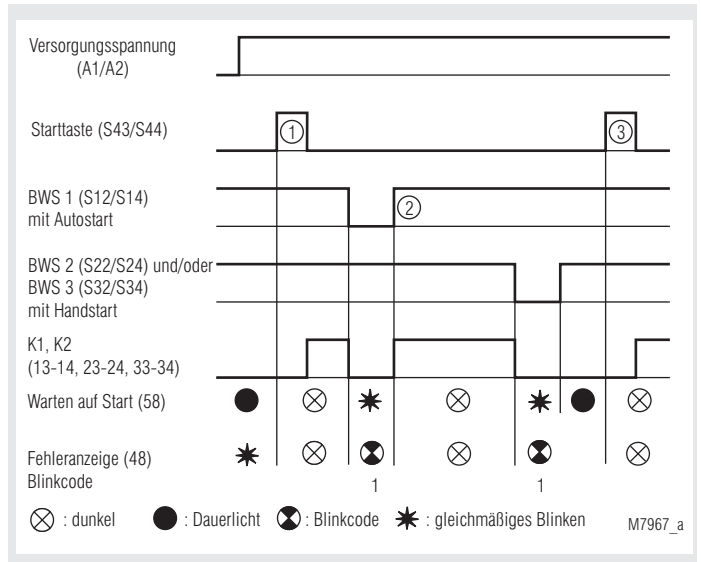 Versorgungsspannung
(A1/A2)
Starttaste (S43/S44)
1
3
BWS 1 (S12/S14)
mit Autostart
2
BWS 2 (S22/S24) und/oder
BWS 3 (S32/S34)
mit Handstart
K1, K2
(13-14, 23-24, 33-34)
Warten auf Start (58)
Fehleranzeige (48)
Blinkcode
1
1
: dunkel : Dauerlicht : Blinkcode : gleichmäßiges Blinken
M7967_a